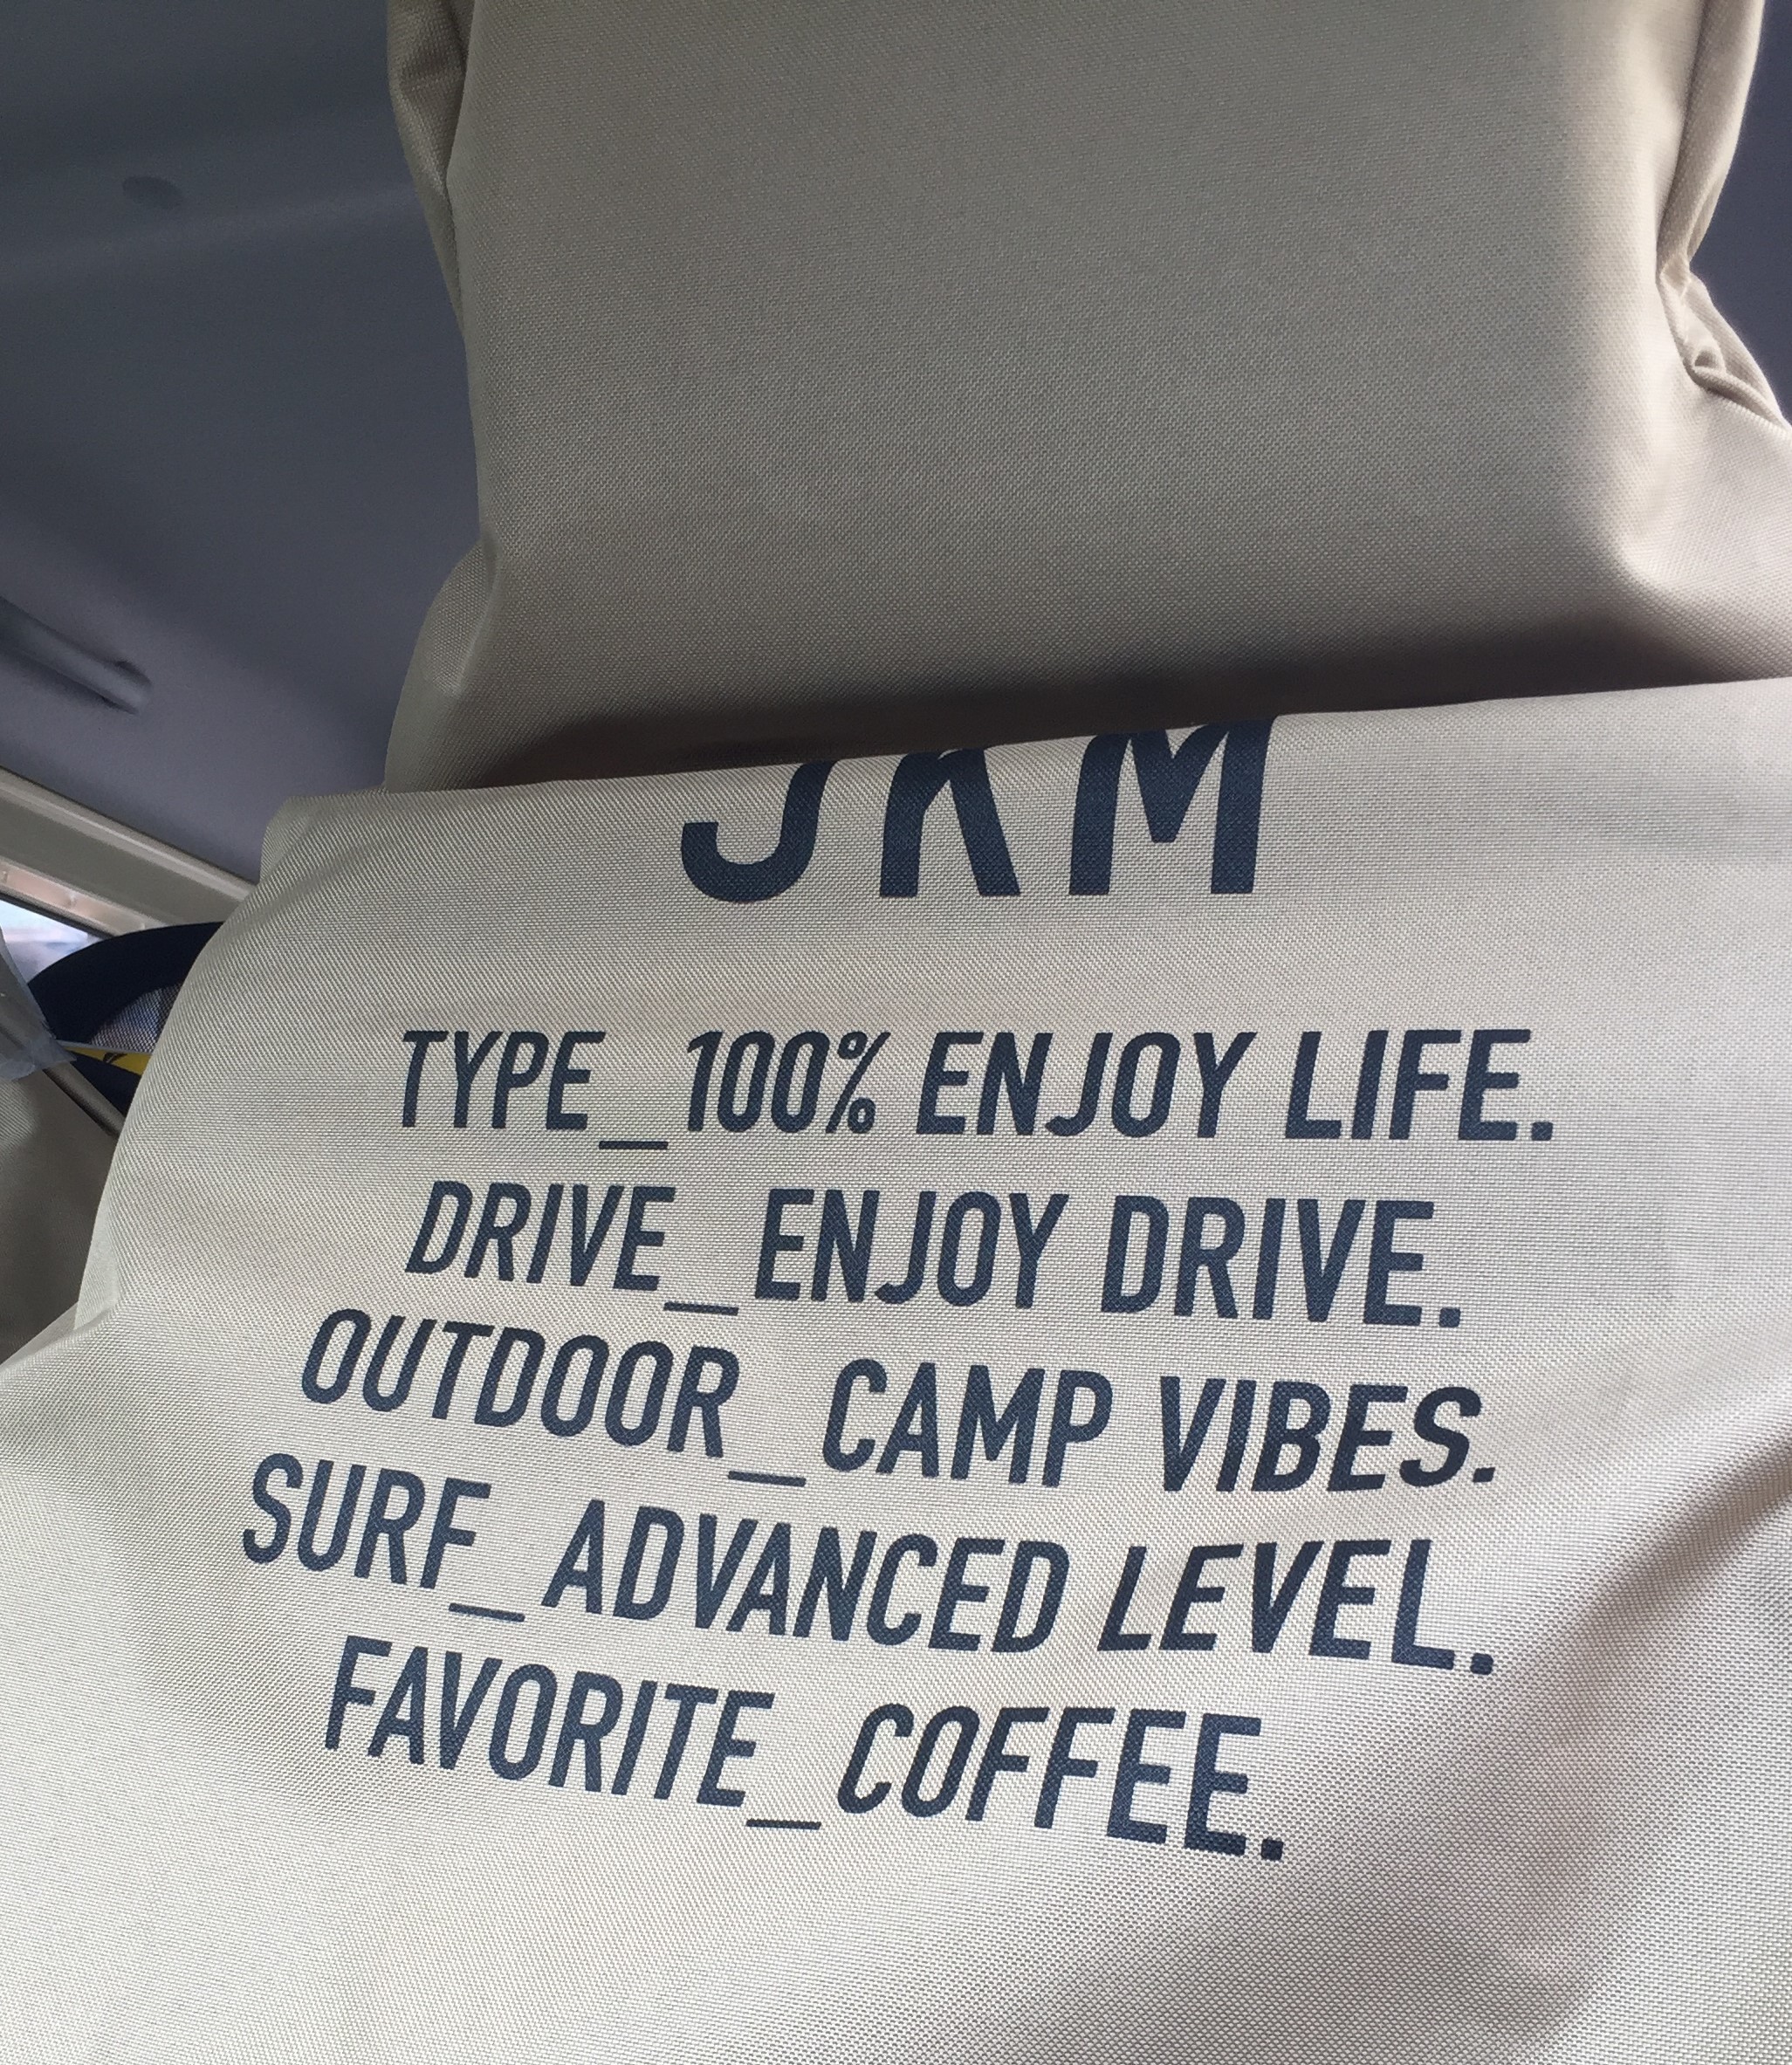 JKM
TYPE_100% ENJOY LIFE.
DRIVE_ENJOY DRIVE.
OUTDOOR_CAMP VIBES.
SURF_ADVANCED LEVEL.
FAVORITE_COFFEE.